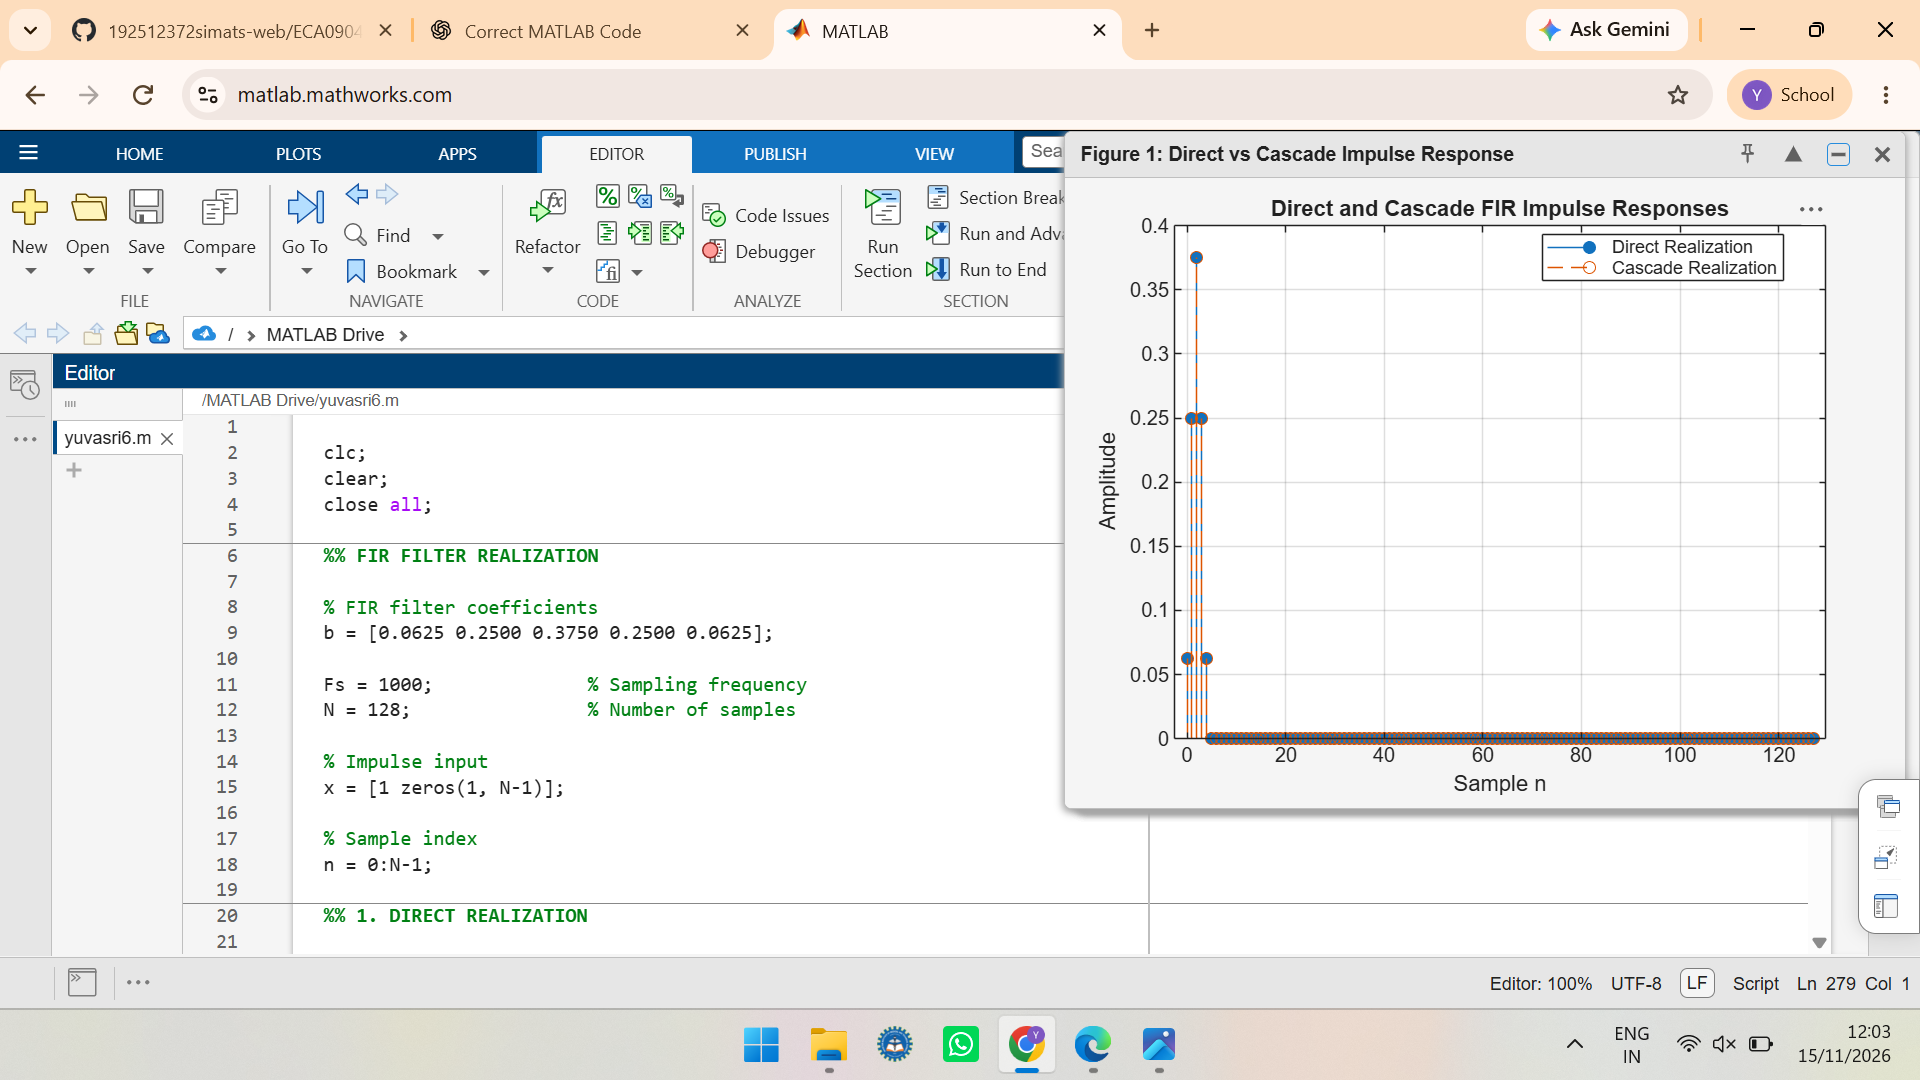 192512372simats-web/ECA0904
Correct MATLAB Code
MATLAB
Ask Gemini
matlab.mathworks.com
Y
School
HOME
PLOTS
APPS
EDITOR
PUBLISH
VIEW
Sea
New
Open
Save
Compare
FILE
Go To
Find
Bookmark
NAVIGATE
Refactor
CODE
Code Issues
Debugger
ANALYZE
Run
Section
Section Break
Run and Adva
Run to End
SECTION
/ > MATLAB Drive >
Editor
yuvasri6.m
/MATLAB Drive/yuvasri6.m
1
2 clc;
3 clear;
4 close all;
5
6 %% FIR FILTER REALIZATION
7
8 % FIR filter coefficients
9 b = [0.0625 0.2500 0.3750 0.2500 0.0625];
10
11 Fs = 1000; % Sampling frequency
12 N = 128; % Number of samples
13
14 % Impulse input
15 x = [1 zeros(1, N-1)];
16
17 % Sample index
18 n = 0:N-1;
19
20 %% 1. DIRECT REALIZATION
21
Figure 1: Direct vs Cascade Impulse Response
Direct and Cascade FIR Impulse Responses
Direct Realization
Cascade Realization
0.4
0.35
0.3
0.25
0.2
0.15
0.1
0.05
0
Amplitude
0 20 40 60 80 100 120
Sample n
Editor: 100% UTF-8 LF Script Ln 279 Col 1
ENG
IN
12:03
15/11/2026